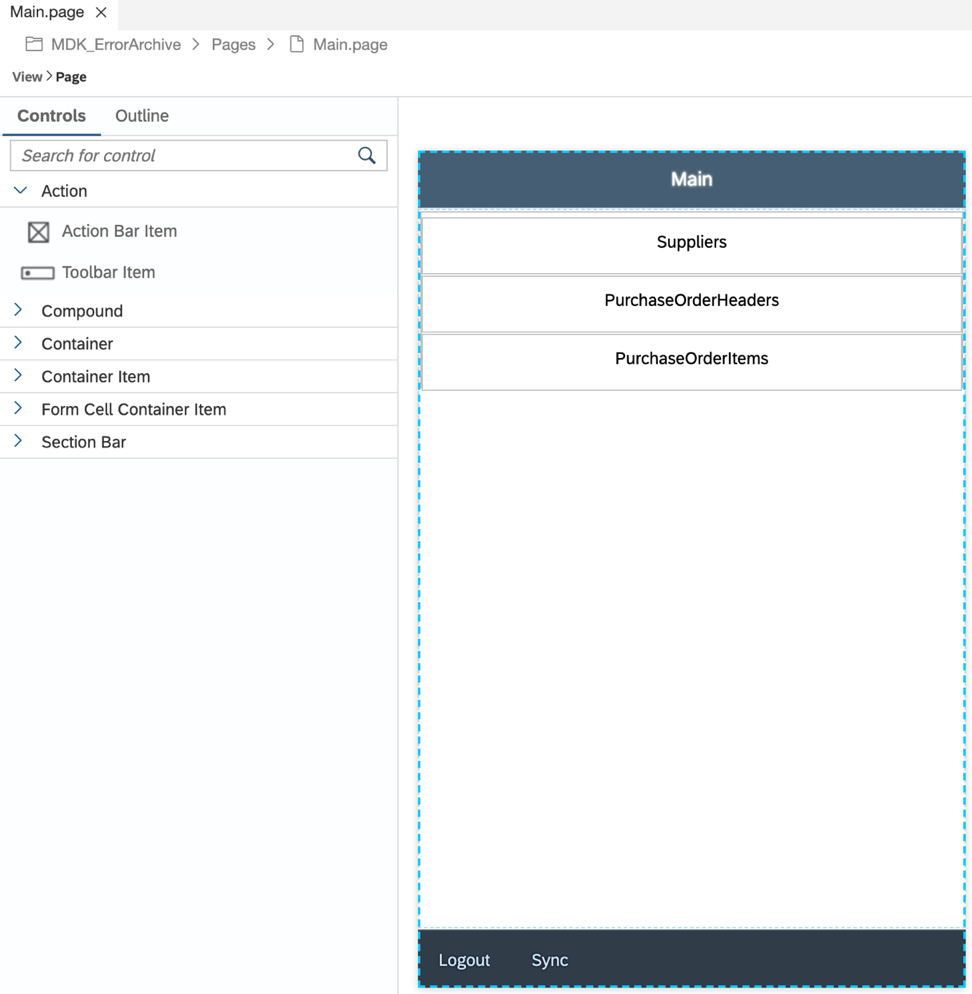 Main.page
MDK_ErrorArchive > Pages > Main.page
View > Page
Controls Outline
Search for control
Action
Action Bar Item
Toolbar Item
Compound
Container
Container Item
Form Cell Container Item
Section Bar
Main
Suppliers
PurchaseOrderHeaders
PurchaseOrderItems
Logout Sync